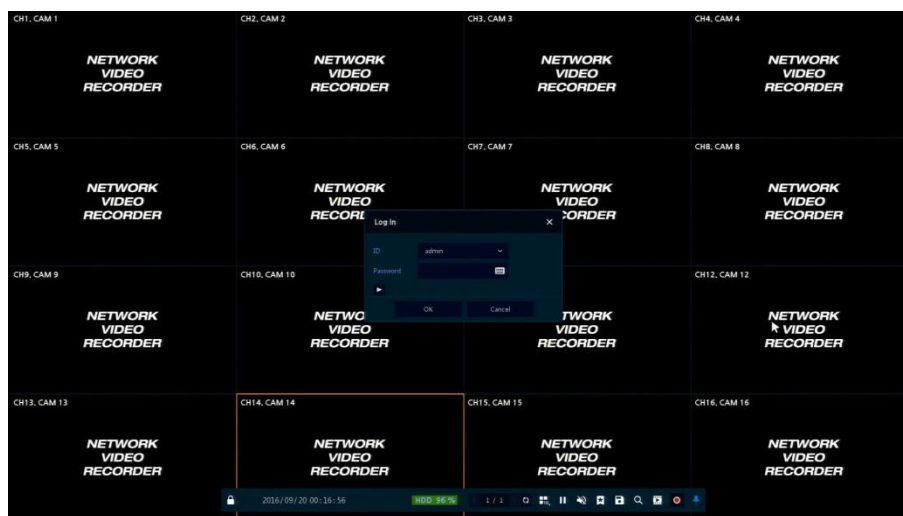 CH1, CAM 1
CH2, CAM 2
CH3, CAM 3
CH4, CAM 4
NETWORK
VIDEO
RECORDER
NETWORK
VIDEO
RECORDER
NETWORK
VIDEO
RECORDER
NETWORK
VIDEO
RECORDER
CH5, CAM 5
CH6, CAM 6
CH7, CAM 7
CH8, CAM 8
NETWORK
VIDEO
RECORDER
NETWORK
VIDEO
RECOR
NETWORK
VIDEO
CORDER
NETWORK
VIDEO
RECORDER
Log In
ID
admin
Password
OK
Cancel
CH9, CAM 9
CH10, CAM 10
CH12, CAM 12
NETWORK
VIDEO
RECORDER
NETWO
VIDEO
RECORDER
TWORK
VIDEO
RECORDER
NETWORK
VIDEO
RECORDER
CH13, CAM 13
CH14, CAM 14
CH15, CAM 15
CH16, CAM 16
NETWORK
VIDEO
RECORDER
NETWORK
VIDEO
RECORDER
NETWORK
VIDEO
RECORDER
NETWORK
VIDEO
RECORDER
2016/09/20 00:16:56
HDD 96 %
1 / 1